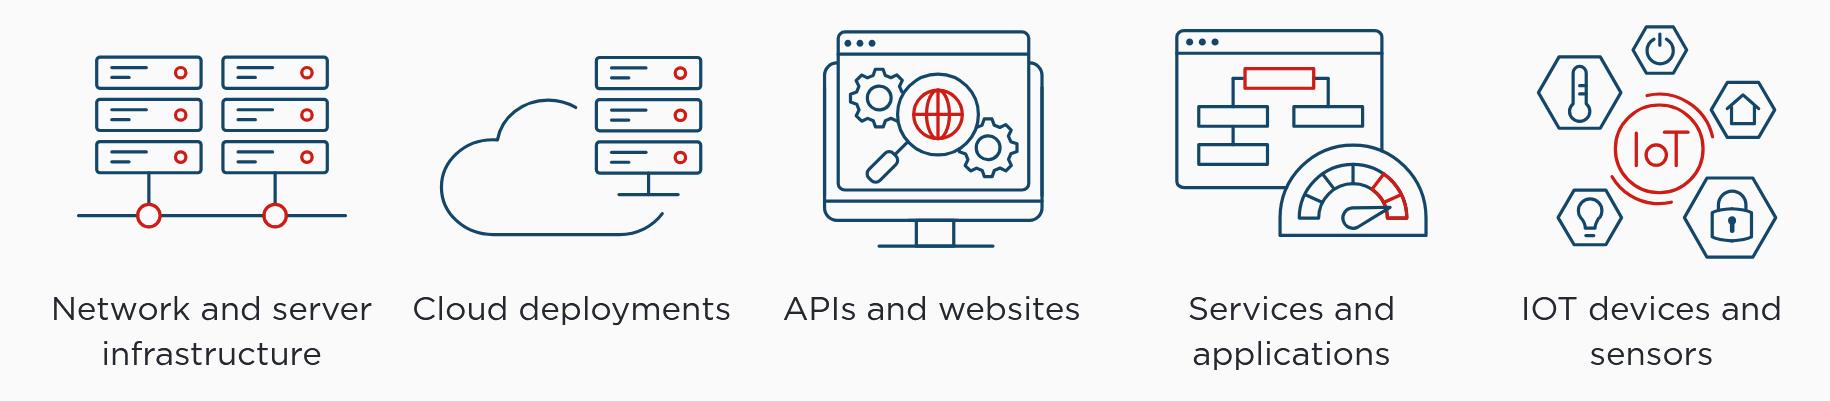 IoT
Network and server
infrastructure
Cloud deployments
APIs and websites
Services and
applications
IOT devices and
sensors